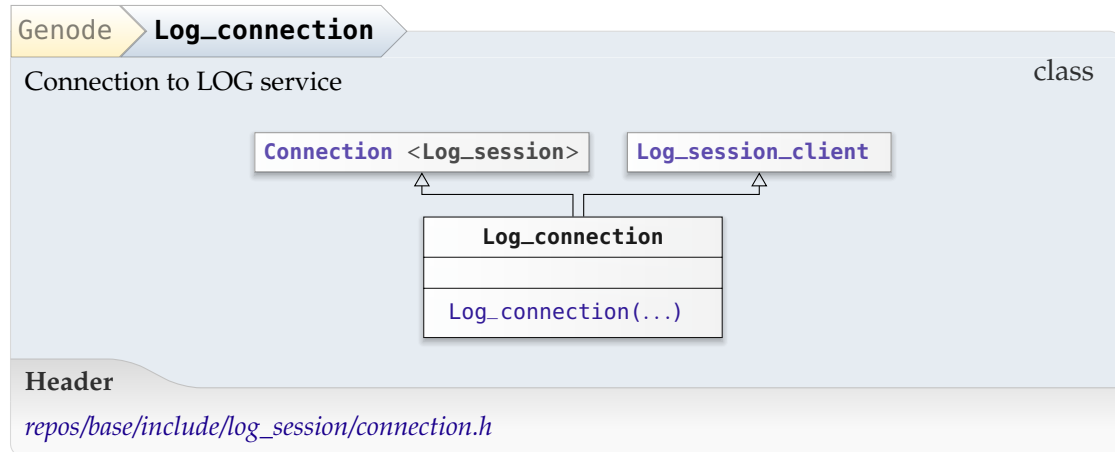 Genode Log_connection
Connection to LOG service
class
Connection <Log_session>
Log_session_client
Log_connection
Log_connection(...)
Header
repos/base/include/log_session/connection.h